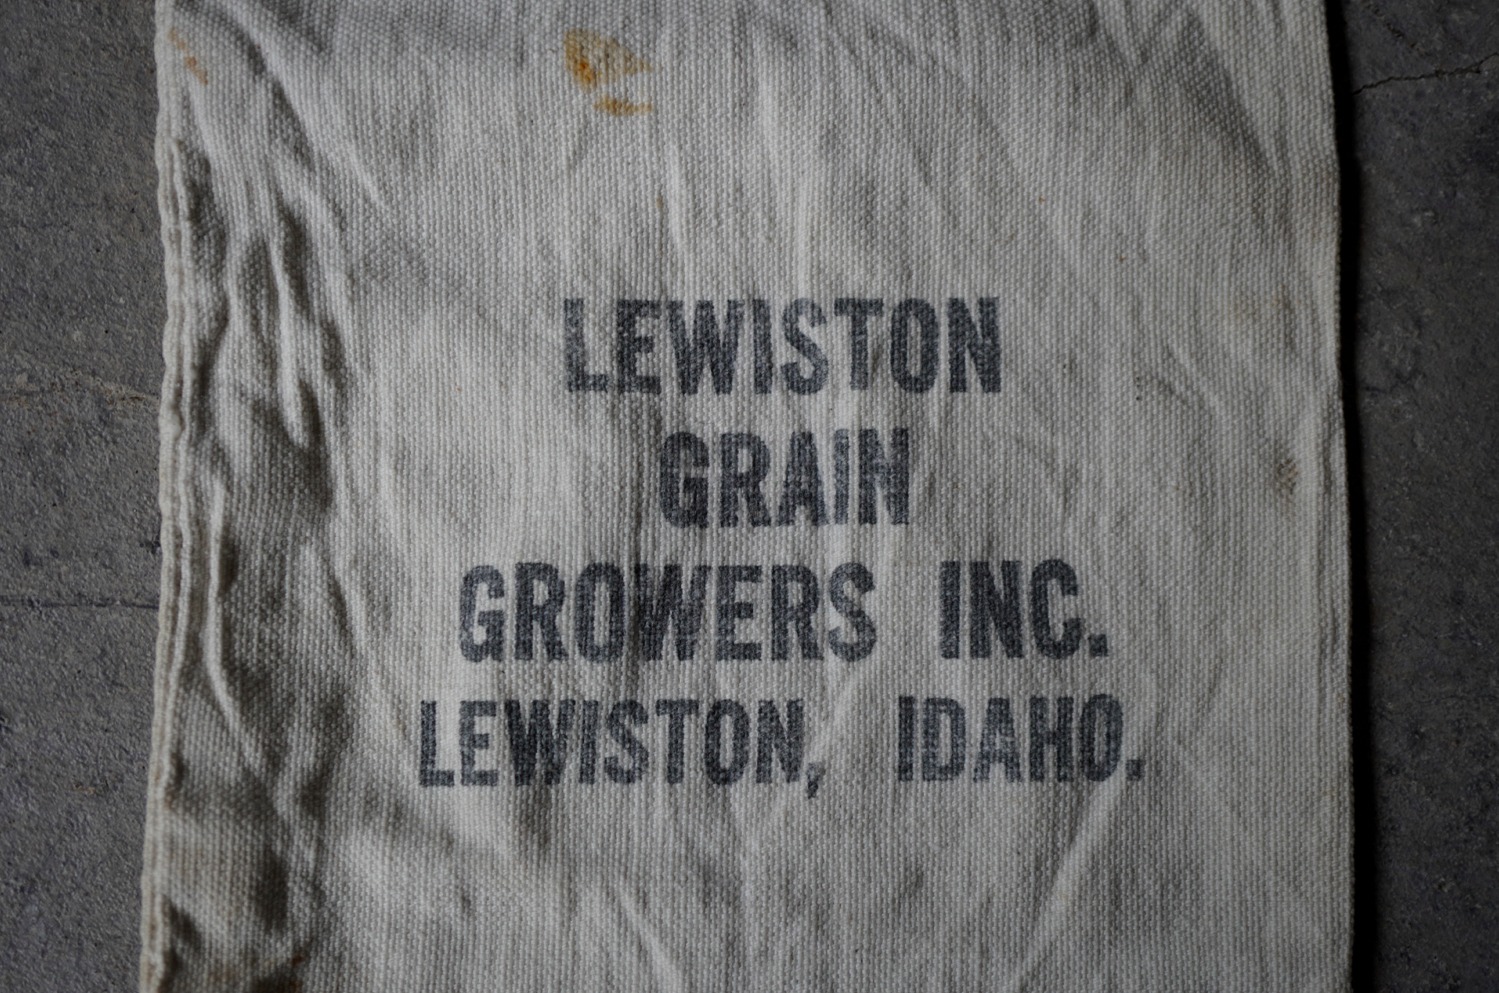 LEWISTON
GRAIN
GROWERS INC.
LEWISTON, IDAHO.